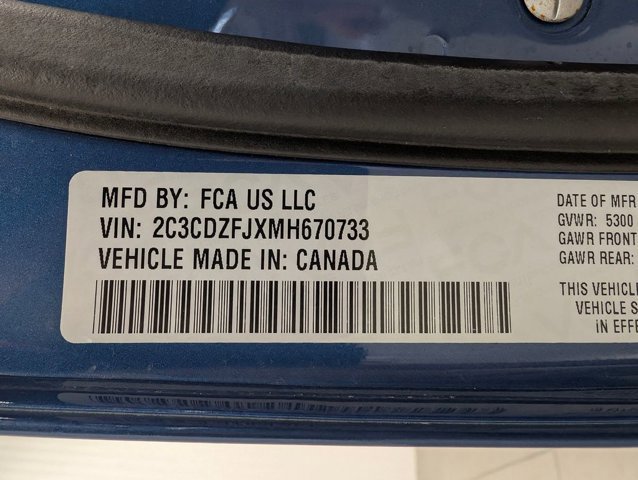 MFD BY: FCA US LLC
VIN: 2C3CDZFJXMH670733
VEHICLE MADE IN: CANADA
DATE OF MFR
GVWR: 5300
GAWR FRONT
GAWR REAR:
THIS VEHICLE
VEHICLE S
IN EFFE